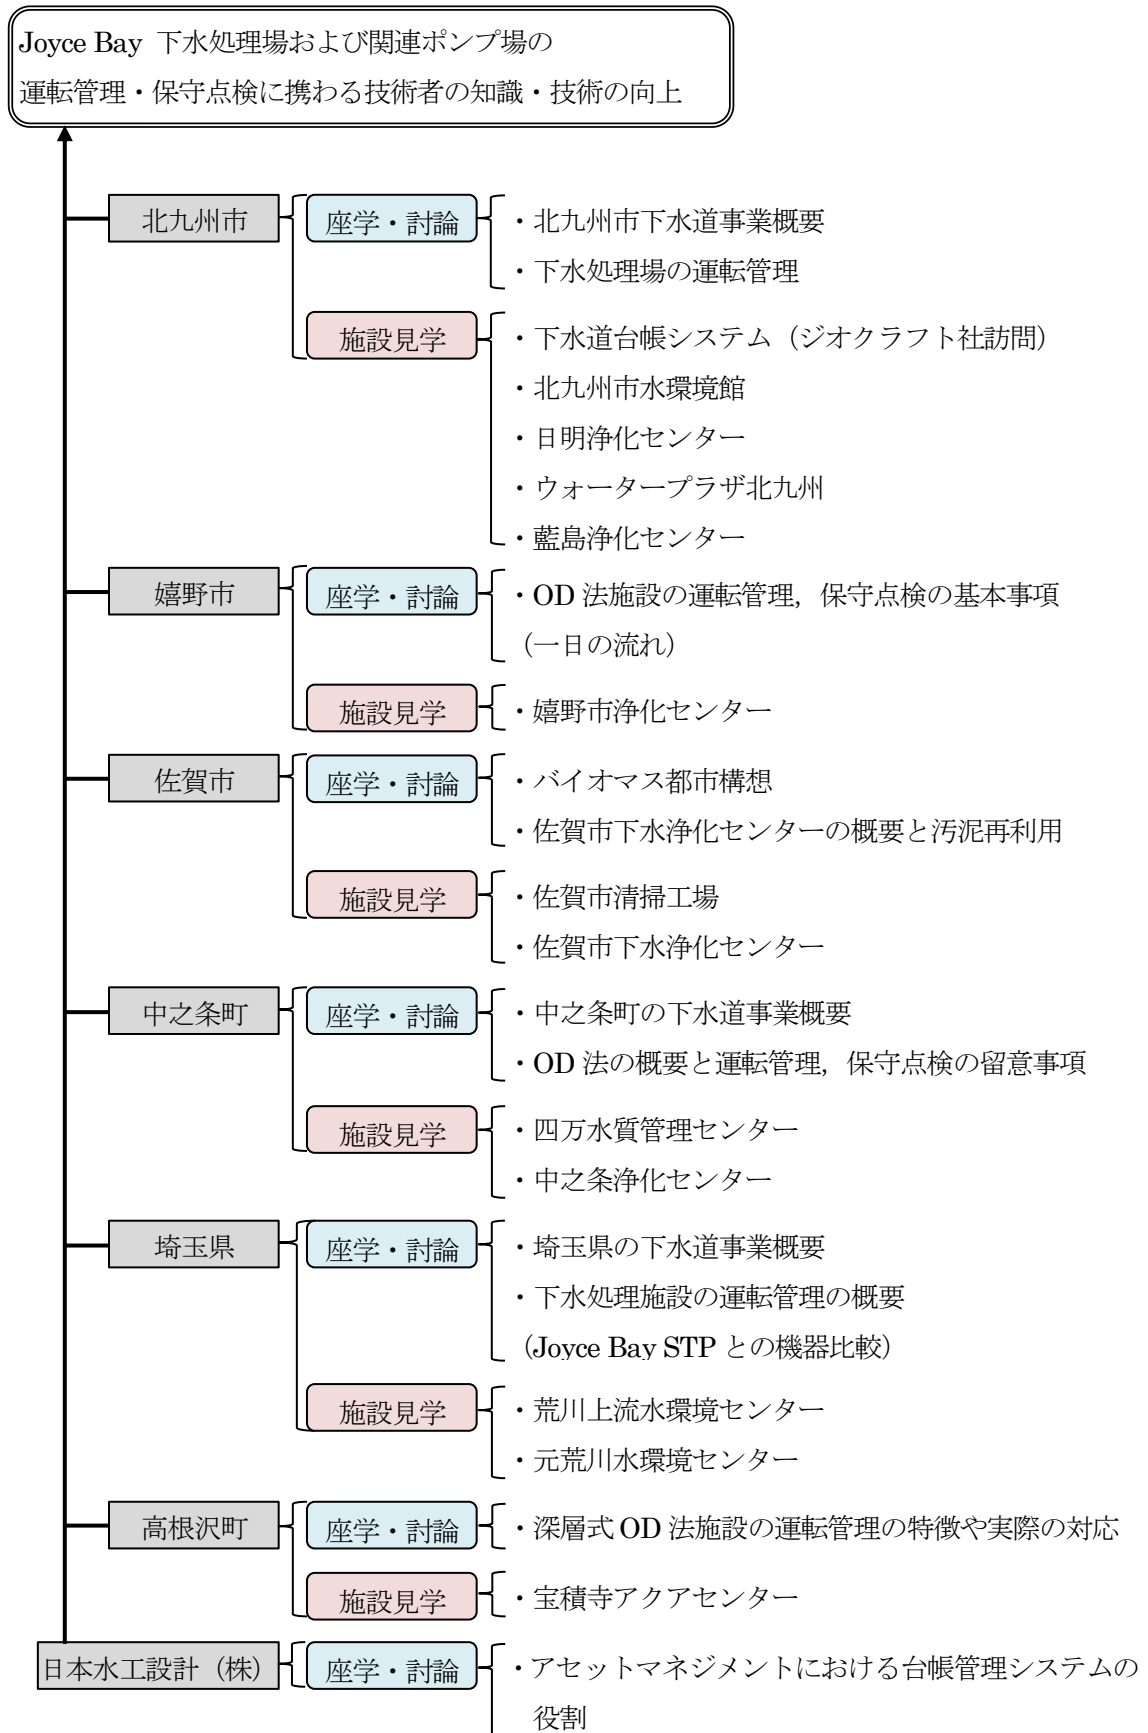 Joyce Bay 下水処理場および関連ポンプ場の
運転管理・保守点検に携わる技術者の知識・技術の向上
北九州市
座学・討論
・北九州市下水道事業概要
・下水処理場の運転管理
施設見学
・下水道台帳システム（ジオクラフト社訪問）
・北九州市水環境館
・日明浄化センター
・ウォータープラザ北九州
・藍島浄化センター
嬉野市
座学・討論
・OD 法施設の運転管理，保守点検の基本事項
（一日の流れ）
施設見学
・嬉野市浄化センター
佐賀市
座学・討論
・バイオマス都市構想
・佐賀市下水浄化センターの概要と汚泥再利用
施設見学
・佐賀市清掃工場
・佐賀市下水浄化センター
中之条町
座学・討論
・中之条町の下水道事業概要
・OD 法の概要と運転管理，保守点検の留意事項
施設見学
・四万水質管理センター
・中之条浄化センター
埼玉県
座学・討論
・埼玉県の下水道事業概要
・下水処理施設の運転管理の概要
（Joyce Bay STP との機器比較）
施設見学
・荒川上流水環境センター
・元荒川水環境センター
高根沢町
座学・討論
・深層式 OD 法施設の運転管理の特徴や実際の対応
施設見学
・宝積寺アクアセンター
日本水工設計（株）
座学・討論
・アセットマネジメントにおける台帳管理システムの
役割